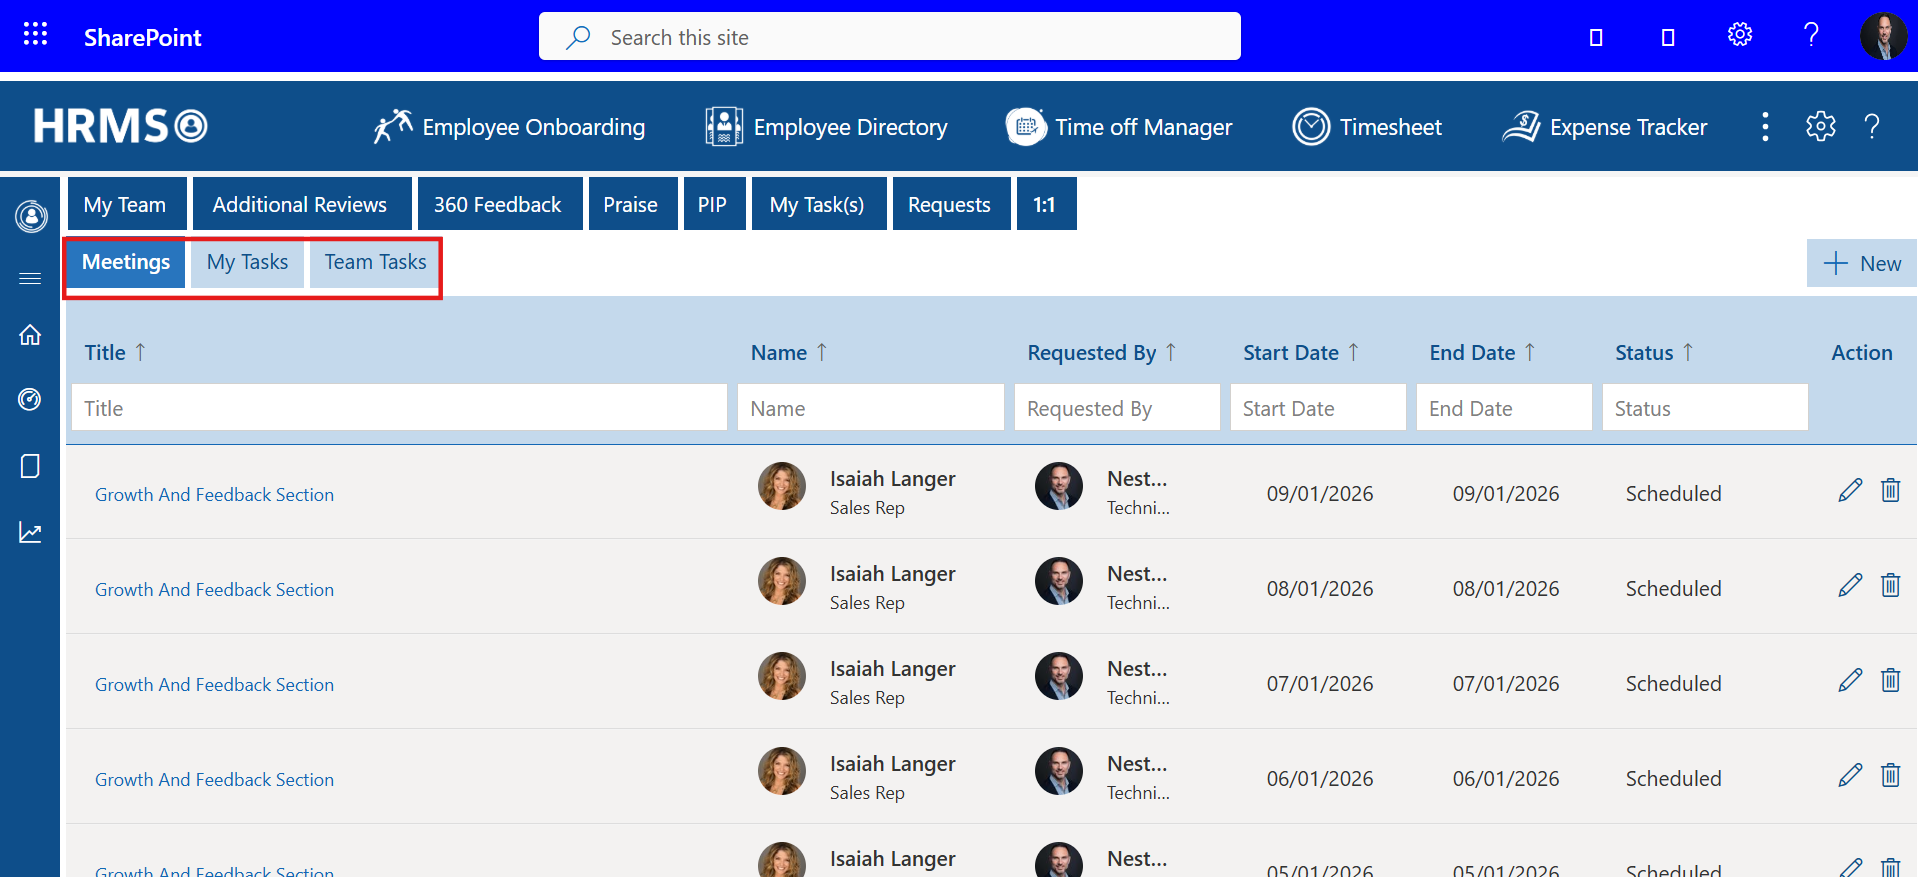 SharePoint
Search this site
HRMS
Employee Onboarding
Employee Directory
Time off Manager
Timesheet
Expense Tracker
My Team
Additional Reviews
360 Feedback
Praise
PIP
My Task(s)
Requests
1:1
Meetings
My Tasks
Team Tasks
New
Title ↑
Name ↑
Requested By ↑
Start Date ↑
End Date ↑
Status ↑
Action
Title
Name
Requested By
Start Date
End Date
Status
Growth And Feedback Section
Isaiah Langer
Sales Rep
Nest...
Techni...
09/01/2026
09/01/2026
Scheduled
Growth And Feedback Section
Isaiah Langer
Sales Rep
Nest...
Techni...
08/01/2026
08/01/2026
Scheduled
Growth And Feedback Section
Isaiah Langer
Sales Rep
Nest...
Techni...
07/01/2026
07/01/2026
Scheduled
Growth And Feedback Section
Isaiah Langer
Sales Rep
Nest...
Techni...
06/01/2026
06/01/2026
Scheduled
Growth And Feedback Section
Isaiah Langer
Nest...
05/01/2026
05/01/2026
Scheduled